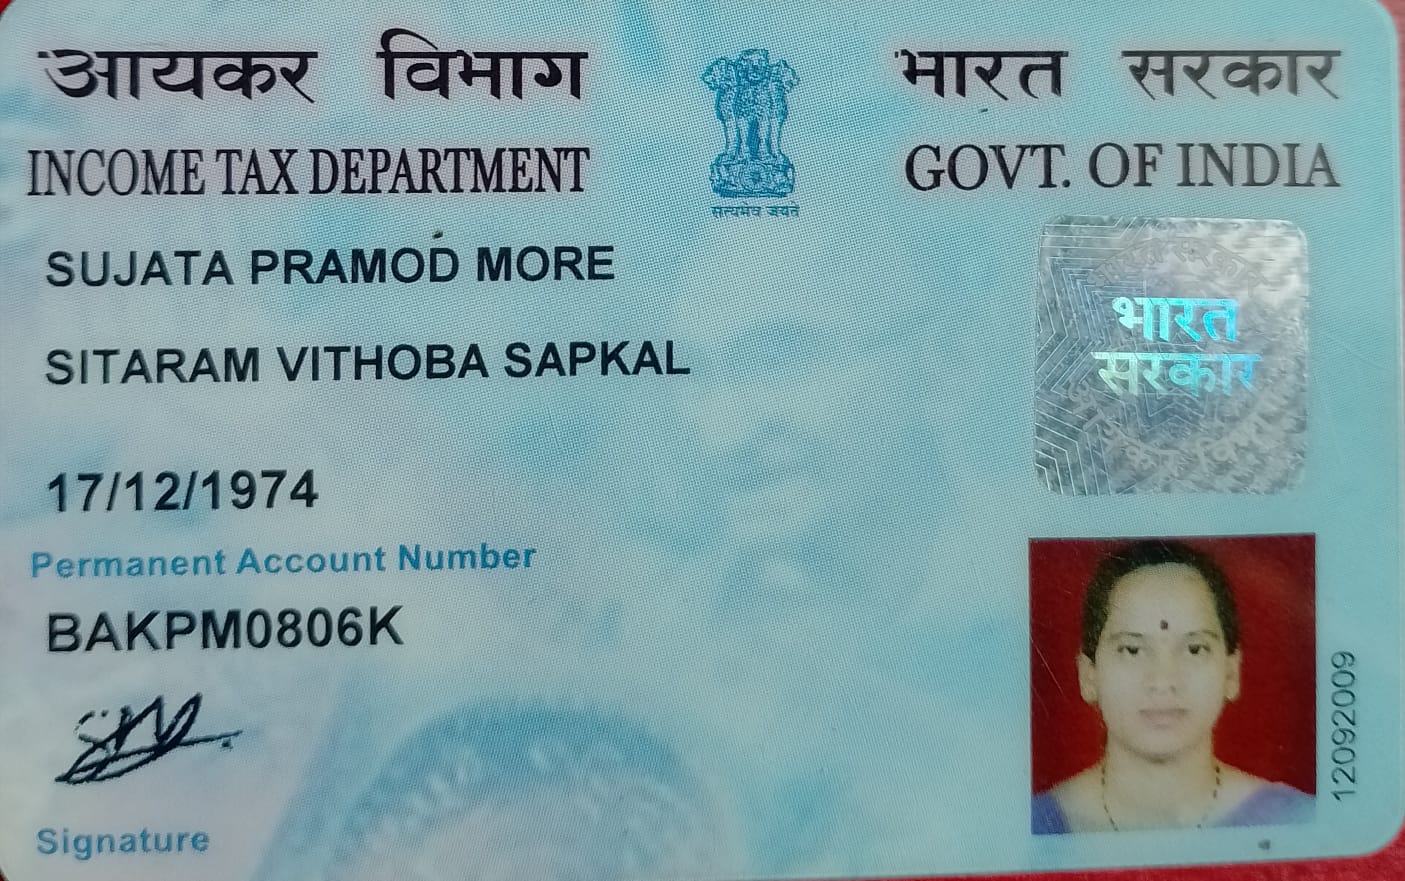 आयकर विभाग
भारत सरकार
INCOME TAX DEPARTMENT
GOVT. OF INDIA
सत्यमेव जयते
SUJATA PRAMOD MORE
SITARAM VITHOBA SAPKAL
17/12/1974
Permanent Account Number
BAKPM0806K
Signature
भारत
सरकार
12092009